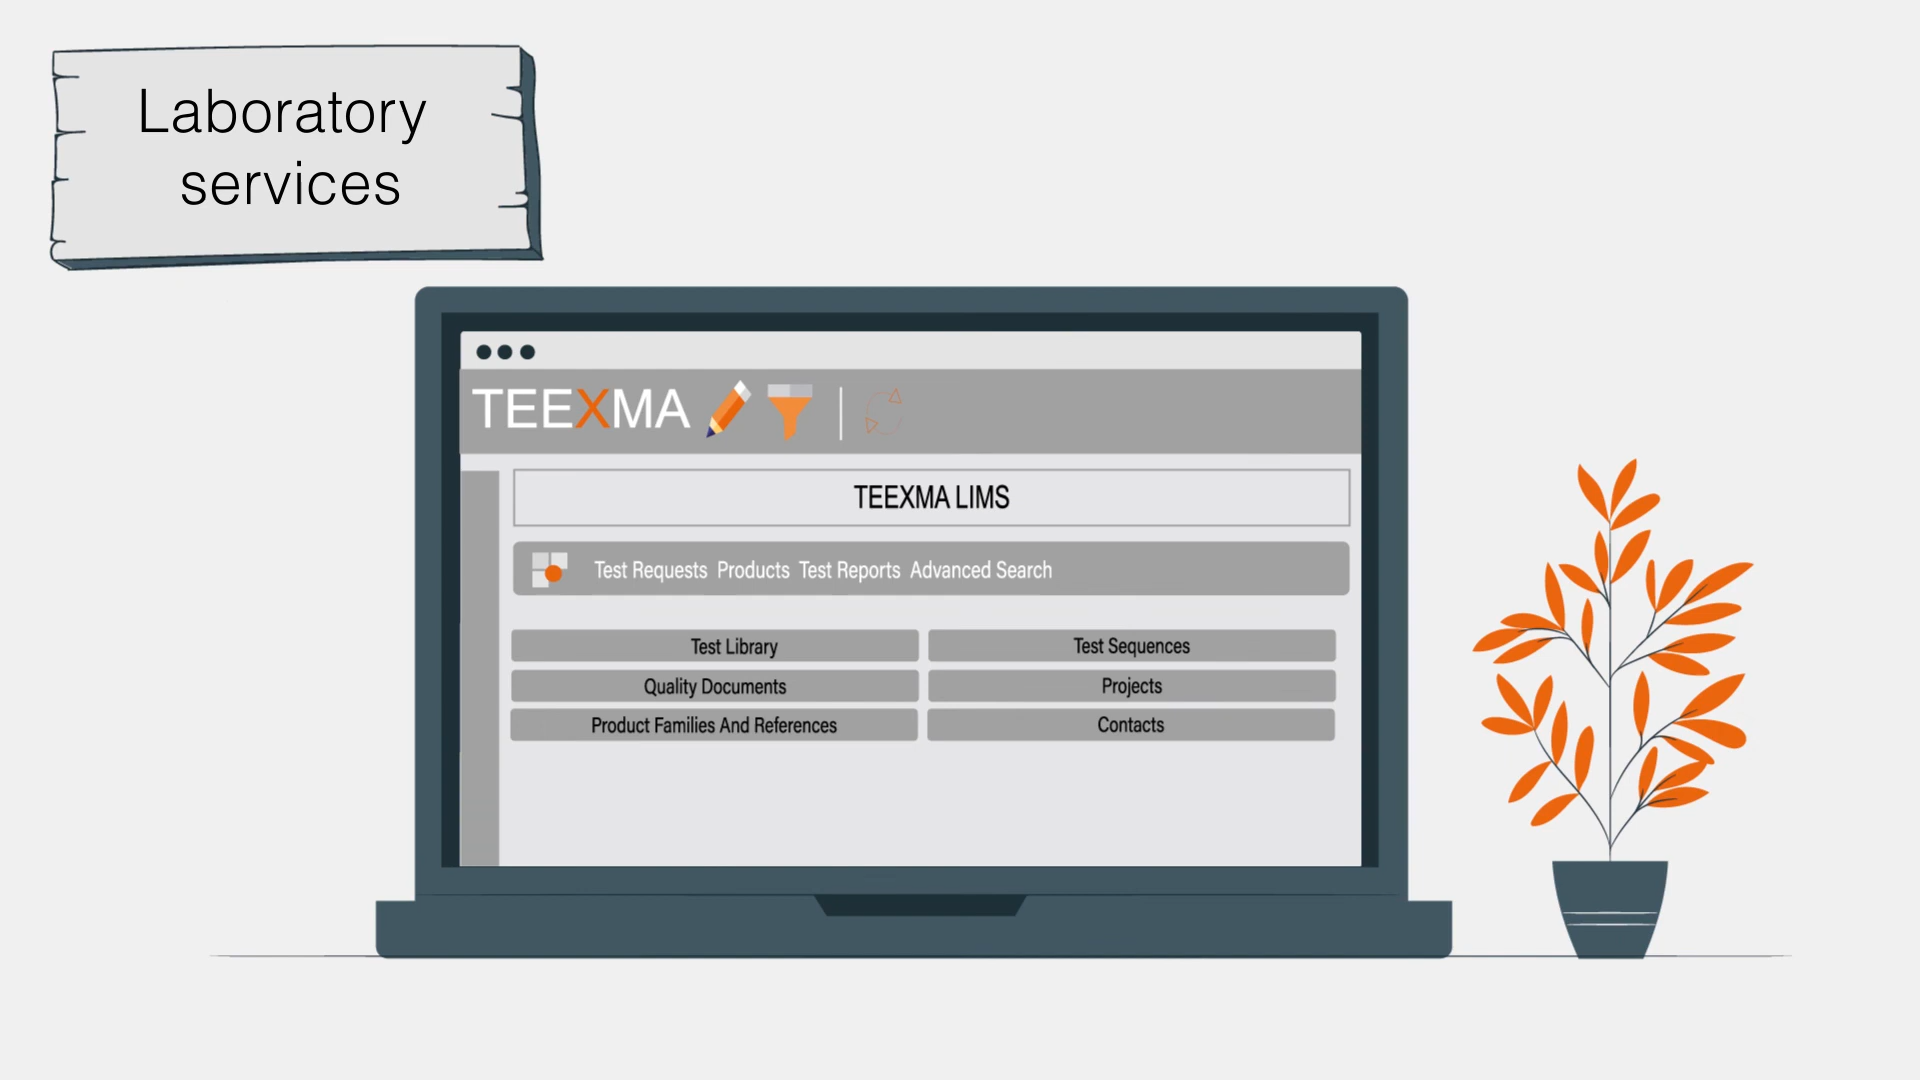 Laboratory
services
TEEXMA
TEEXMA LIMS
Test Requests Products Test Reports Advanced Search
Test Library
Test Sequences
Quality Documents
Projects
Product Families And References
Contacts